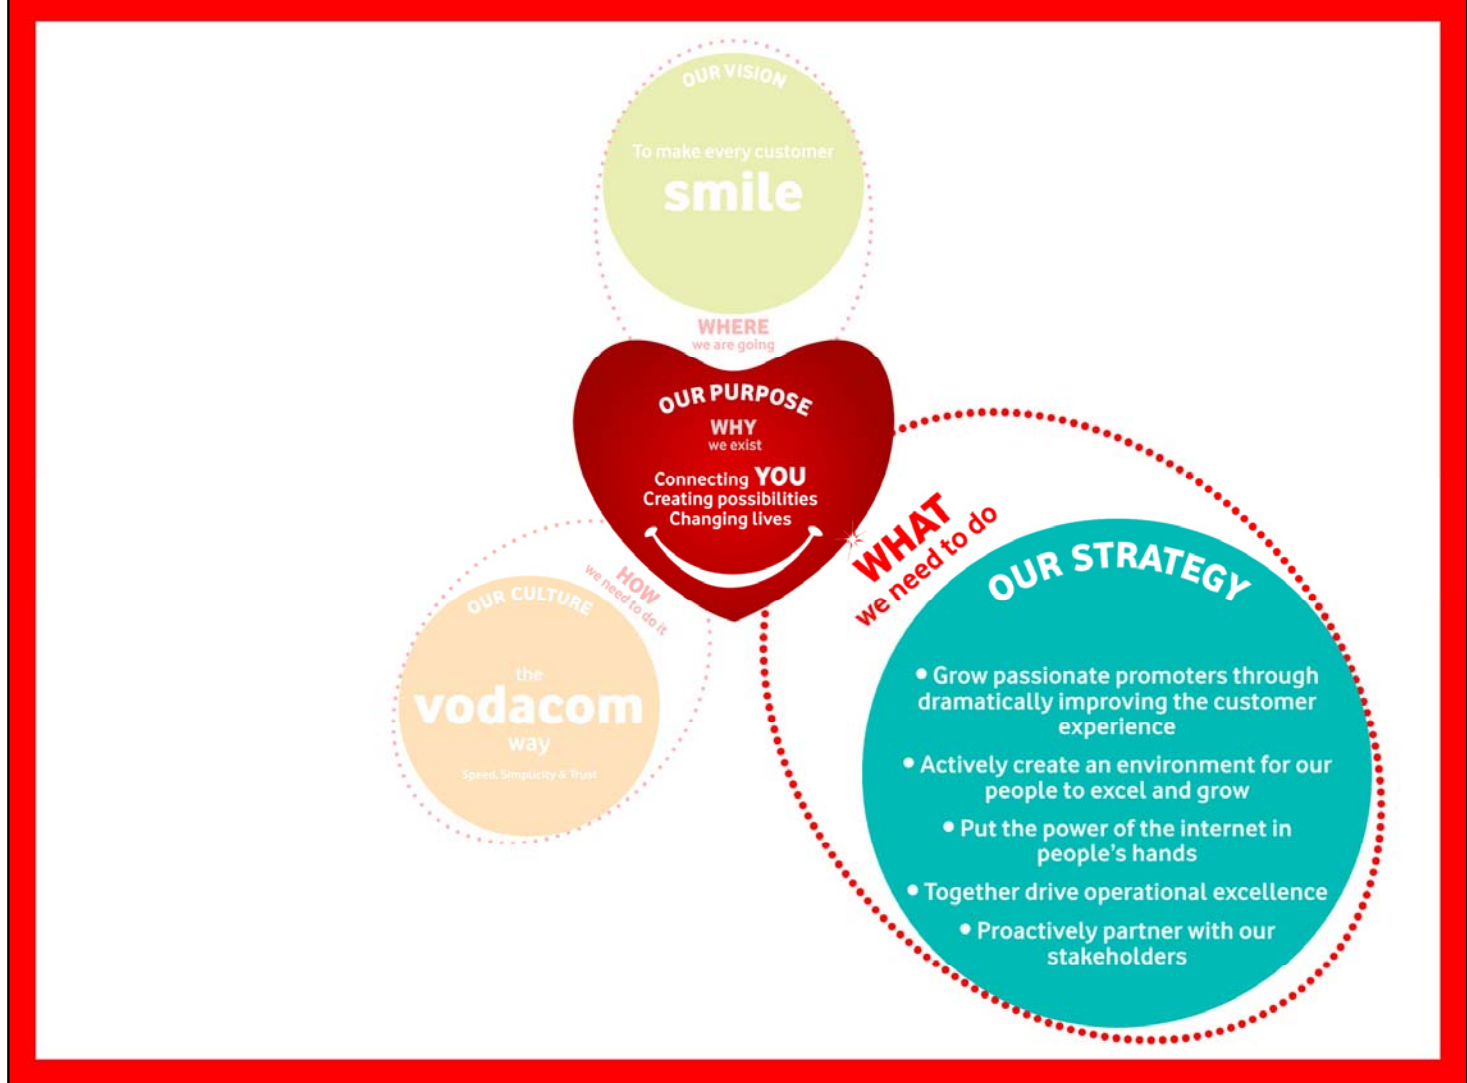 OUR VISION
To make every customer
smile
WHERE
we are going
OUR PURPOSE
WHY
we exist
Connecting YOU
Creating possibilities
Changing lives
HOW
we need to do it
OUR CULTURE
the
vodacom
way
Speed, Simplicity & Trust
WHAT
we need to do
OUR STRATEGY
• Grow passionate promoters through
dramatically improving the customer
experience
• Actively create an environment for our
people to excel and grow
• Put the power of the internet in
people's hands
• Together drive operational excellence
• Proactively partner with our
stakeholders